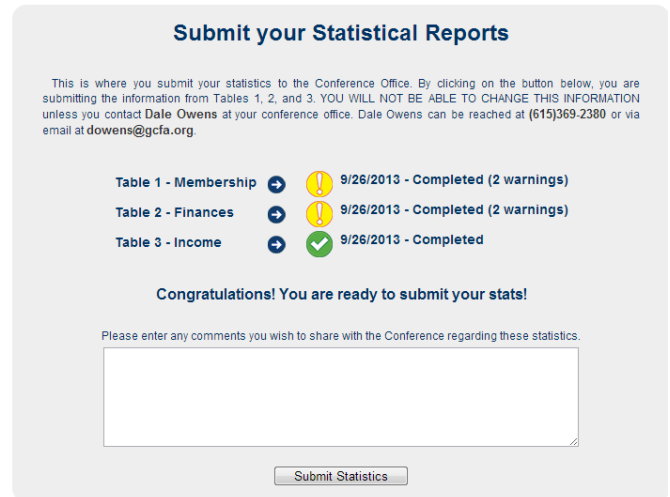 Submit your Statistical Reports
This is where you submit your statistics to the Conference Office. By clicking on the button below, you are
submitting the information from Tables 1, 2, and 3. YOU WILL NOT BE ABLE TO CHANGE THIS INFORMATION
unless you contact Dale Owens at your conference office. Dale Owens can be reached at (615)369-2380 or via
email at dowens@gcfa.org.
Table 1 - Membership 9/26/2013 - Completed (2 warnings)
Table 2 - Finances 9/26/2013 - Completed (2 warnings)
Table 3 - Income 9/26/2013 - Completed
Congratulations! You are ready to submit your stats!
Please enter any comments you wish to share with the Conference regarding these statistics.
Submit Statistics